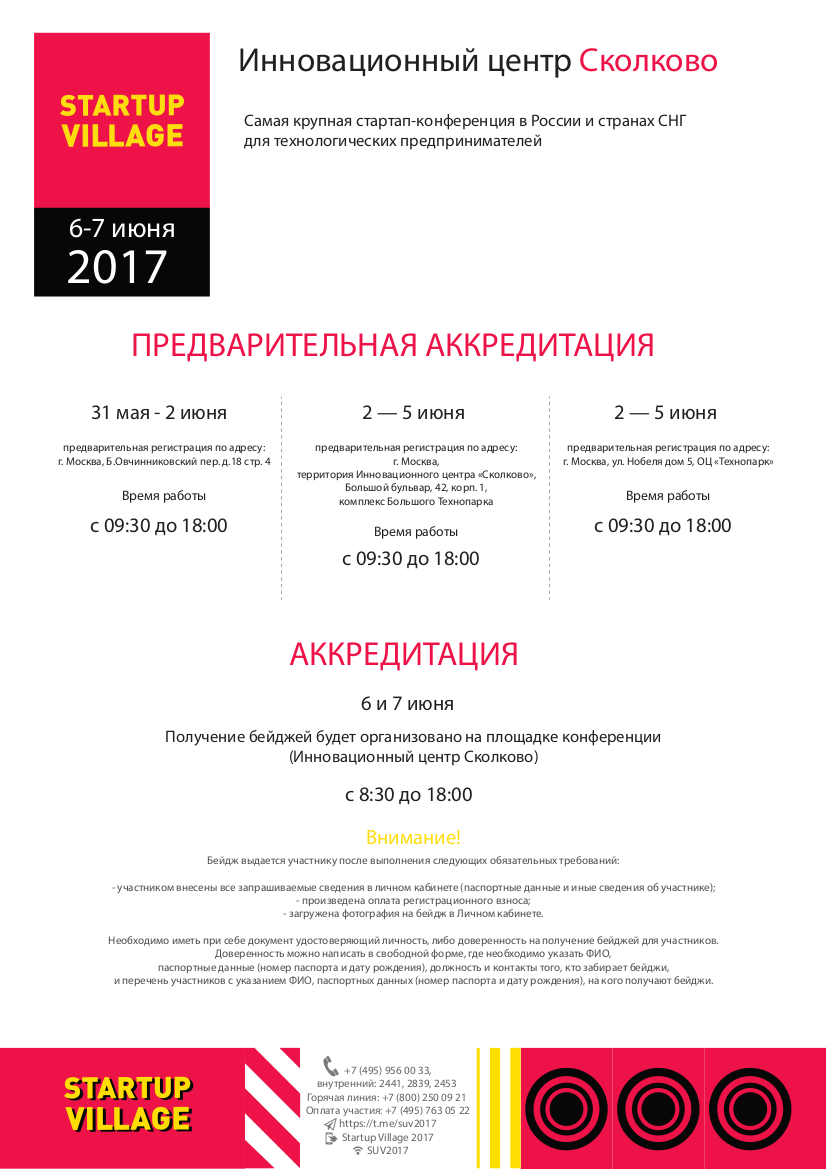 STARTUP
VILLAGE
6-7 июня
2017
Инновационный центр Сколково
Самая крупная стартап-конференция в России и странах СНГ
для технологических предпринимателей
ПРЕДВАРИТЕЛЬНАЯ АККРЕДИТАЦИЯ
31 мая - 2 июня
предварительная регистрация по адресу:
г. Москва, Б.Овчинниковский пер. д.18 стр. 4
Время работы
с 09:30 до 18:00
2 — 5 июня
предварительная регистрация по адресу:
г. Москва,
территория Инновационного центра «Сколково»,
Большой бульвар, 42, корп. 1,
комплекс Большого Технопарка
Время работы
с 09:30 до 18:00
2 — 5 июня
предварительная регистрация по адресу:
г. Москва, ул. Нобеля дом 5, ОЦ «Технопарк»
Время работы
с 09:30 до 18:00
АККРЕДИТАЦИЯ
6 и 7 июня
Получение бейджей будет организовано на площадке конференции
(Инновационный центр Сколково)
с 8:30 до 18:00
Внимание!
Бейдж выдается участнику после выполнения следующих обязательных требований:
- участником внесены все запрашиваемые сведения в личном кабинете (паспортные данные и иные сведения об участнике);
- произведена оплата регистрационного взноса;
- загружена фотография на бейдж в Личном кабинете.
Необходимо иметь при себе документ удостоверяющий личность, либо доверенность на получение бейджей для участников.
Доверенность можно написать в свободной форме, где необходимо указать ФИО,
паспортные данные (номер паспорта и дату рождения), должность и контакты того, кто забирает бейджи,
и перечень участников с указанием ФИО, паспортных данных (номер паспорта и дату рождения), на кого получают бейджи.
STARTUP
VILLAGE
+7 (495) 956 00 33,
внутренний: 2441, 2839, 2453
Горячая линия: +7 (800) 250 09 21
Оплата участия: +7 (495) 763 05 22
https://t.me/suv2017
Startup Village 2017
SUV2017